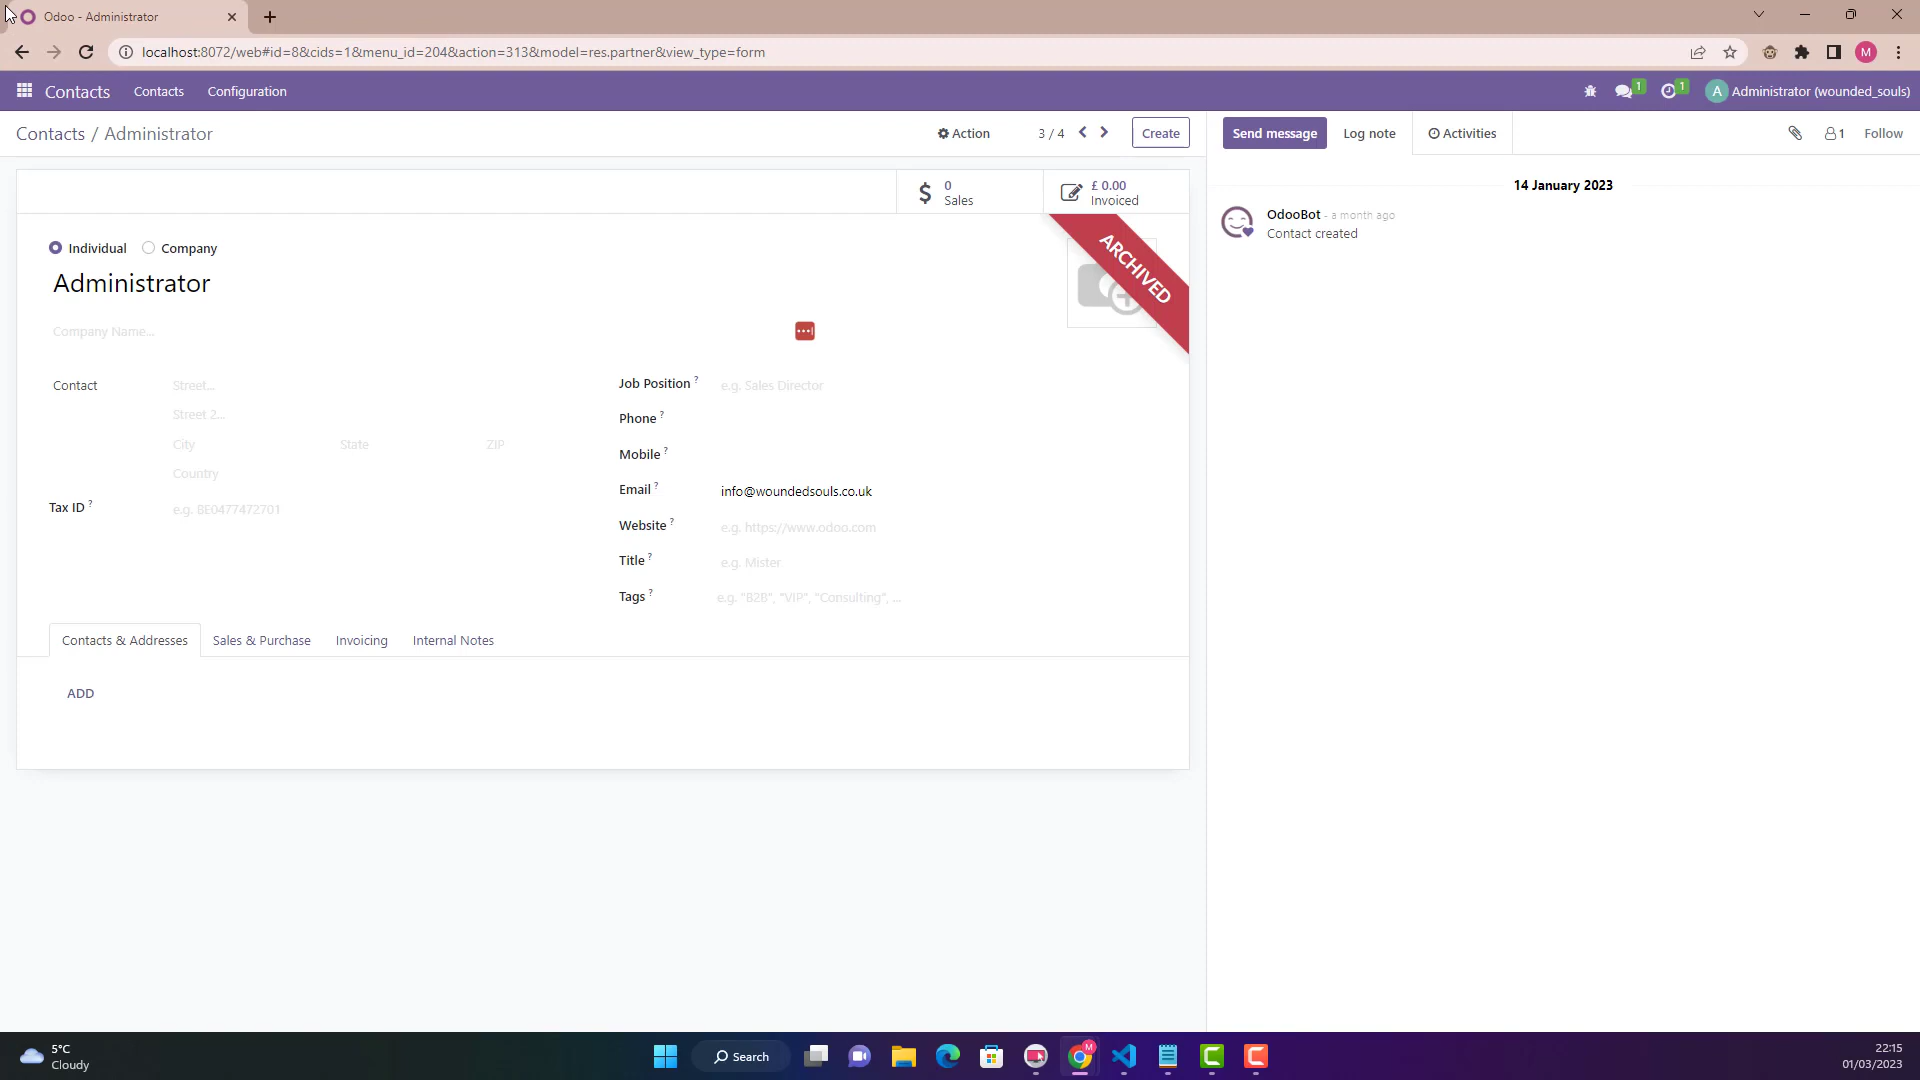 Odoo - Administrator
localhost:8072/web#id=8&cids=1&menu_id=204&action=313&model=res.partner&view_type=form
M
Contacts Contacts Configuration
1 1 A Administrator (wounded_souls)
Contacts / Administrator
Action 3 / 4 Create
Send message Log note Activities 1 Follow
0
Sales
£ 0.00
Invoiced
14 January 2023
OdooBot - a month ago
Contact created
ARCHIVED
Individual Company
Administrator
Company Name...
Contact Street...
Street 2...
City State ZIP
Country
Tax ID ? e.g. BE0477472701
Job Position ? e.g. Sales Director
Phone ?
Mobile ?
Email ? info@woundedsouls.co.uk
Website ? e.g. https://www.odoo.com
Title ? e.g. Mister
Tags ? e.g. "B2B", "VIP", "Consulting", ...
Contacts & Addresses Sales & Purchase Invoicing Internal Notes
ADD
5°C
Cloudy
Search
M
22:15
01/03/2023